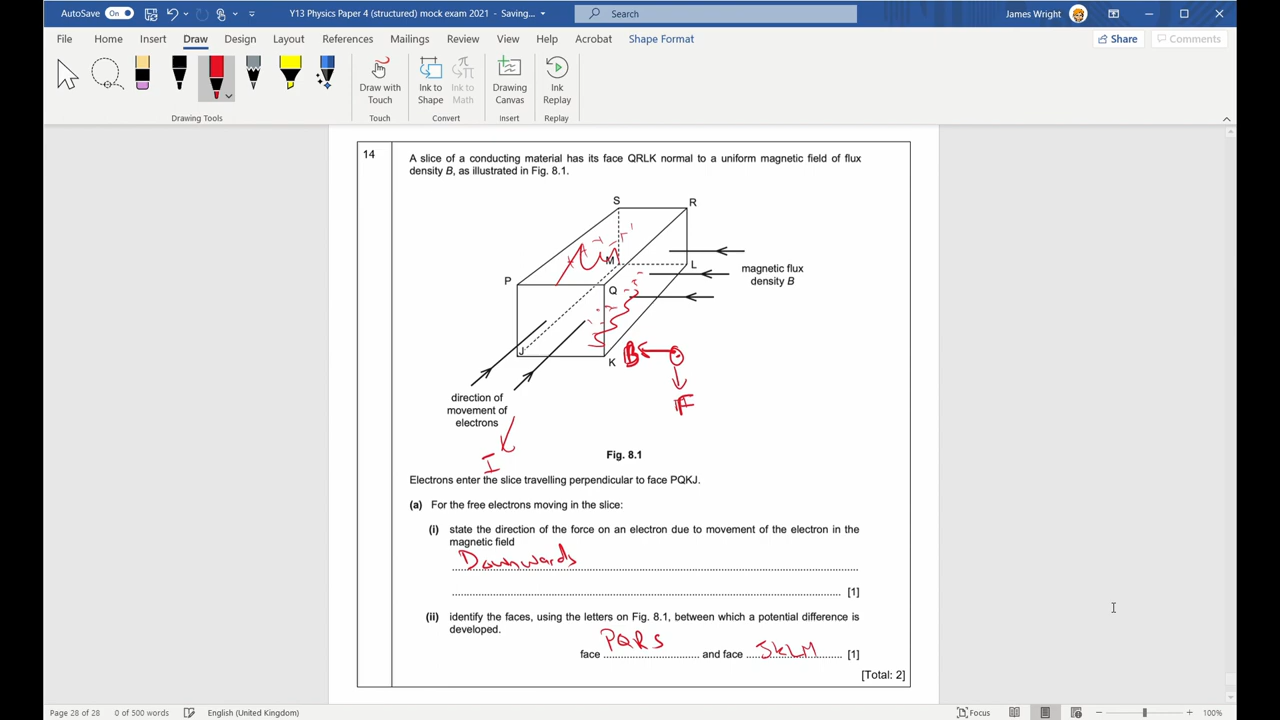 AutoSave On Y13 Physics Paper 4 (structured) mock exam 2021 - Saving... Search James Wright
File Home Insert Draw Design Layout References Mailings Review View Help Acrobat Shape Format Share Comments
Draw with Touch
Ink to Shape
Ink to Math
Drawing Canvas
Ink Replay
Drawing Tools Touch Convert Insert Replay
14
A slice of a conducting material has its face QRLK normal to a uniform magnetic field of flux
density B, as illustrated in Fig. 8.1.
S R
M L
magnetic flux
density B
P Q
J K
B
F
direction of
movement of
electrons
I
Fig. 8.1
Electrons enter the slice travelling perpendicular to face PQKJ.
(a) For the free electrons moving in the slice:
(i) state the direction of the force on an electron due to movement of the electron in the
magnetic field
Downwards
[1]
(ii) identify the faces, using the letters on Fig. 8.1, between which a potential difference is
developed.
face PQRS and face JKLM [1]
[Total: 2]
Page 28 of 28 0 of 500 words English (United Kingdom) Focus 100%